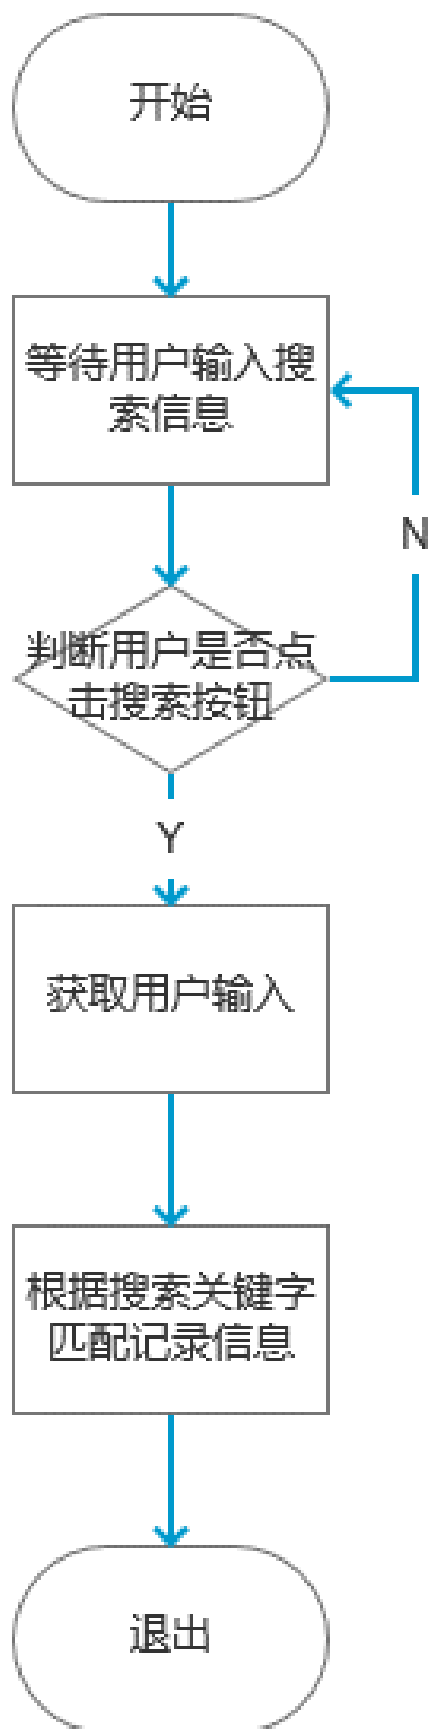 开始
等待用户输入搜
索信息
N
判断用户是否点
击搜索按钮
Y
获取用户输入
根据搜索关键字
匹配记录信息
退出